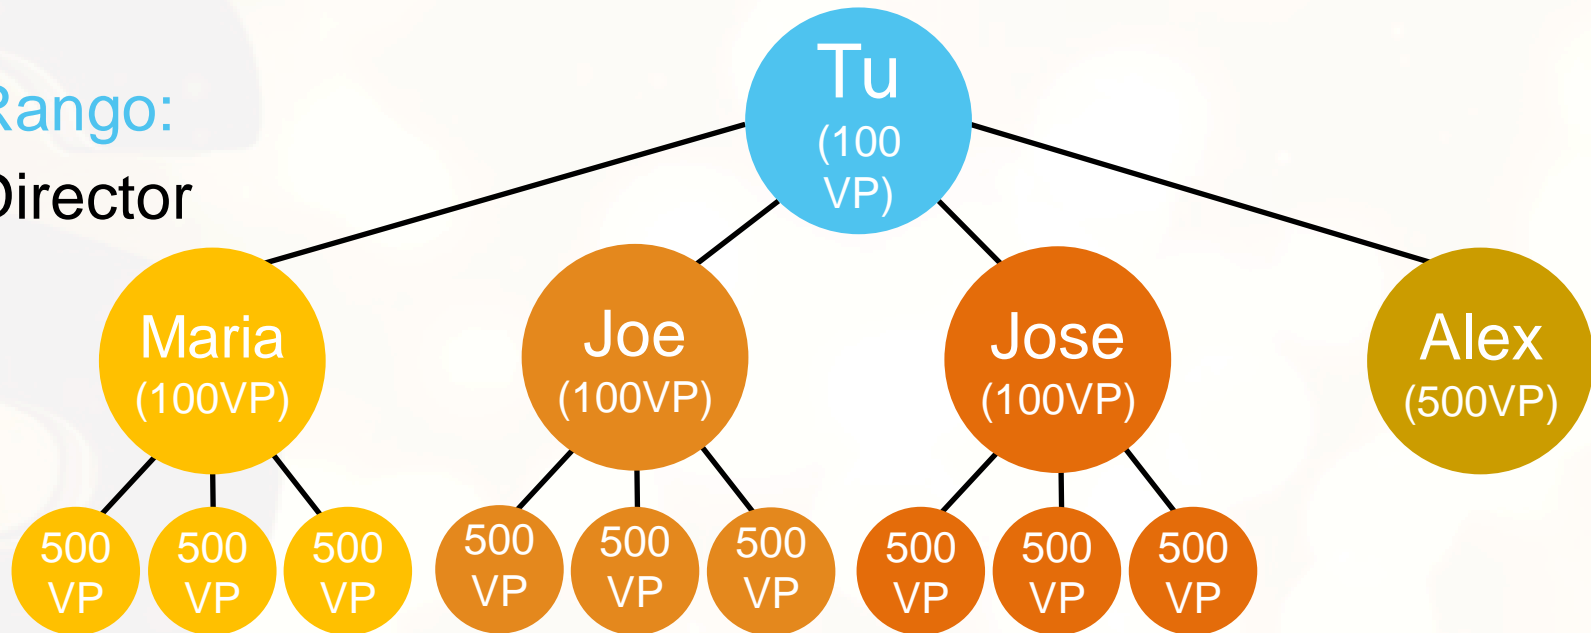 Rango:
Director
Tu
(100
VP)
Maria
(100VP)
Joe
(100VP)
Jose
(100VP)
Alex
(500VP)
500
VP
500
VP
500
VP
500
VP
500
VP
500
VP
500
VP
500
VP
500
VP